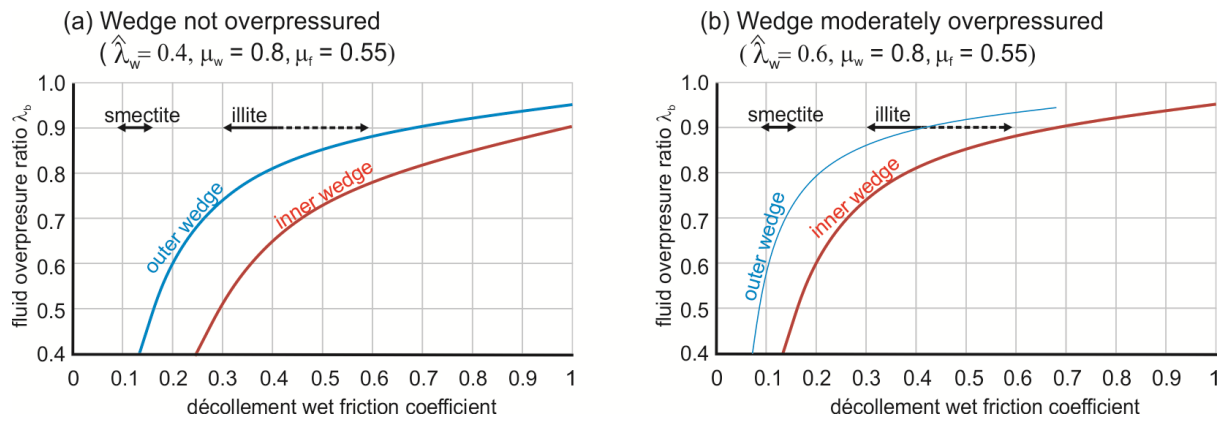 (a) Wedge not overpressured
( λ̂w = 0.4, μw = 0.8, μf = 0.55)
1.0
0.9
0.8
0.7
0.6
0.5
0.4
fluid overpresure ratio λb
smectite
illite
outer wedge
inner wedge
0 0.1 0.2 0.3 0.4 0.5 0.6 0.7 0.8 0.9 1
décollement wet friction coefficient
(b) Wedge moderately overpressured
( λ̂w = 0.6, μw = 0.8, μf = 0.55)
1.0
0.9
0.8
0.7
0.6
0.5
0.4
fluid overpresure ratio λb
smectite
illite
outer wedge
inner wedge
0 0.1 0.2 0.3 0.4 0.5 0.6 0.7 0.8 0.9 1
décollement wet friction coefficient